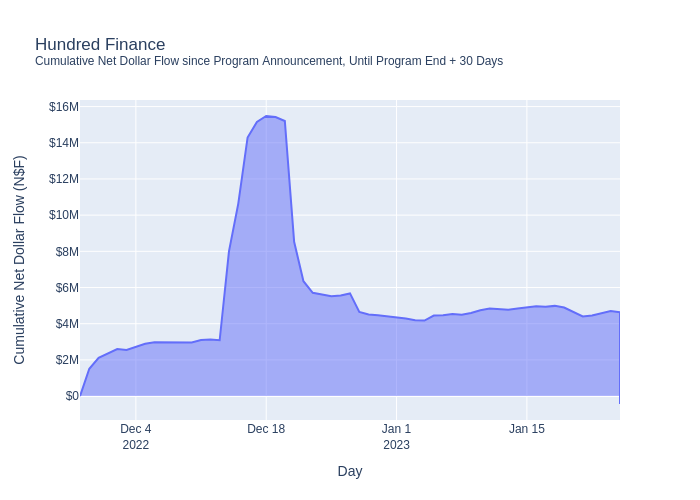 Hundred Finance
Cumulative Net Dollar Flow since Program Announcement, Until Program End + 30 Days
Cumulative Net Dollar Flow (N$F)
$16M
$14M
$12M
$10M
$8M
$6M
$4M
$2M
$0
Dec 4
2022
Dec 18
Jan 1
2023
Jan 15
Day